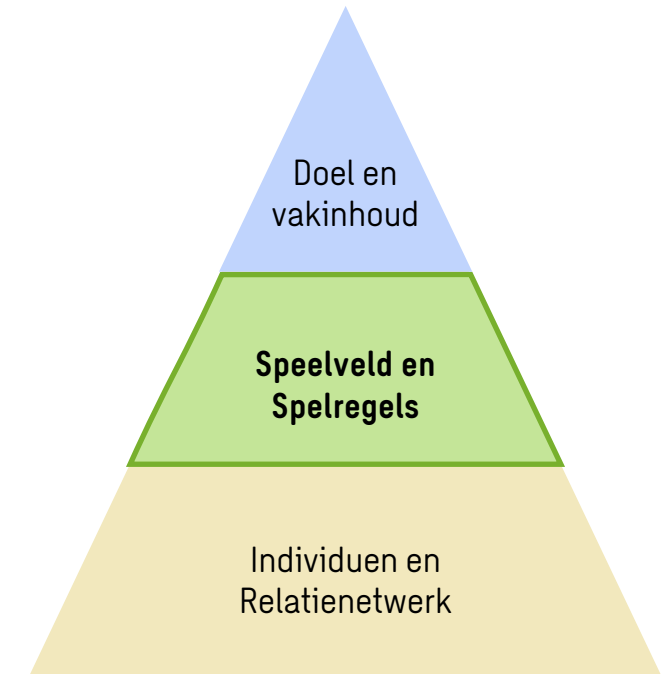 Doel en
vakinhoud
Speelveld en
Spelregels
Individuen en
Relatienetwerk